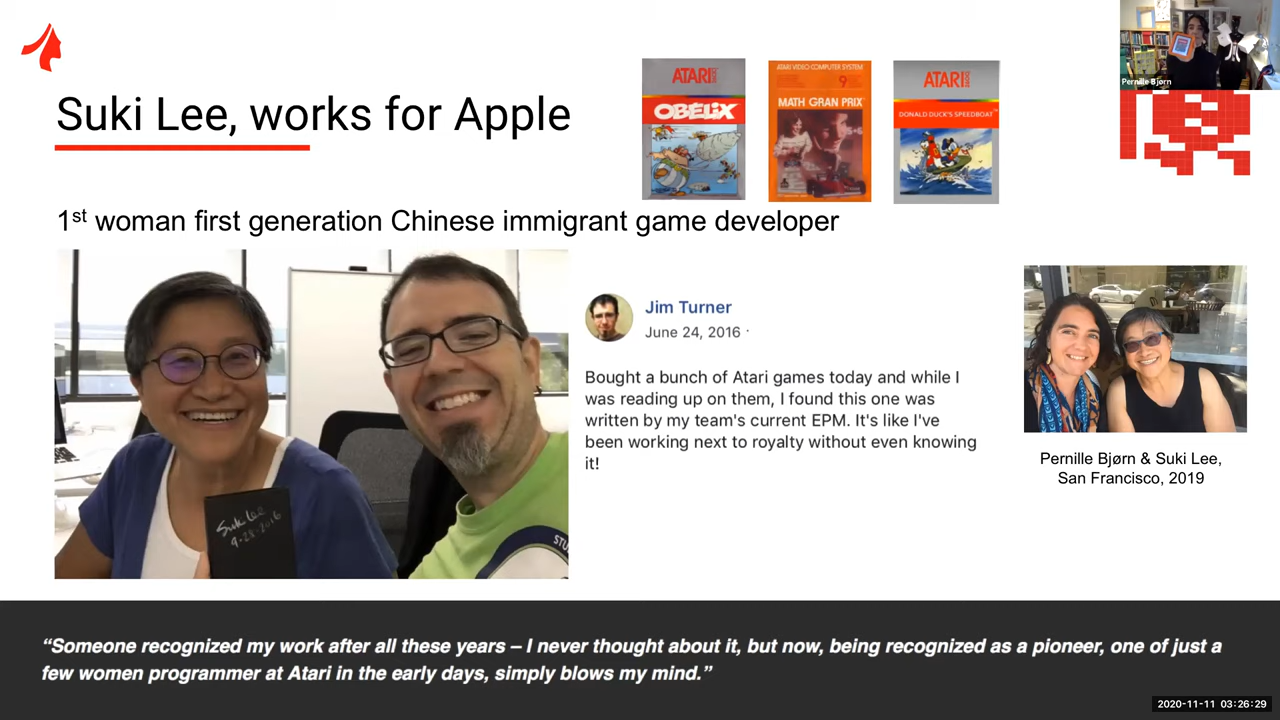 Suki Lee, works for Apple
ATARI 2600
OBELIX
ATARI VIDEO COMPUTER SYSTEM
9
MATH GRAN PRIX
ATARI 2600
DONALD DUCK'S SPEEDBOAT
Pernille Bjørn
1st woman first generation Chinese immigrant game developer
Suki Lee
9-28-2016
STU
Jim Turner
June 24, 2016 ·
Bought a bunch of Atari games today and while I
was reading up on them, I found this one was
written by my team's current EPM. It's like I've
been working next to royalty without even knowing
it!
Pernille Bjørn & Suki Lee,
San Francisco, 2019
“Someone recognized my work after all these years – I never thought about it, but now, being recognized as a pioneer, one of just a
few women programmer at Atari in the early days, simply blows my mind.”
2020-11-11 03:26:29